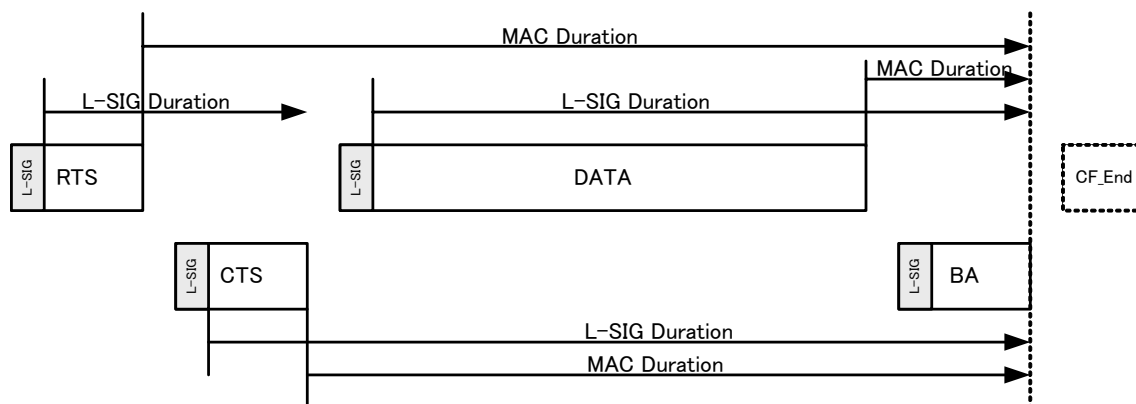 MAC Duration
MAC Duration
L-SIG Duration
L-SIG Duration
L-SIG
RTS
L-SIG
DATA
CF_End
L-SIG
CTS
L-SIG
BA
L-SIG Duration
MAC Duration